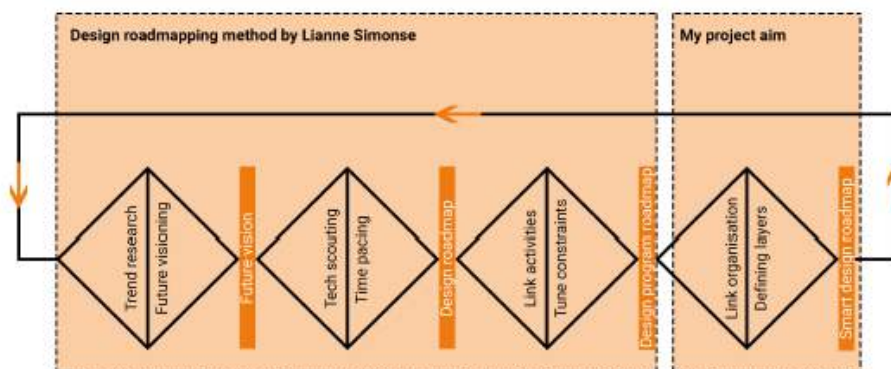 Design roadmapping method by Lianne Simonse
My project aim
Trend research
Future visioning
Future vision
Tech scouting
Time pacing
Design roadmap
Link activities
Tune constraints
Design program roadmap
Link organisation
Defining layers
Smart design roadmap